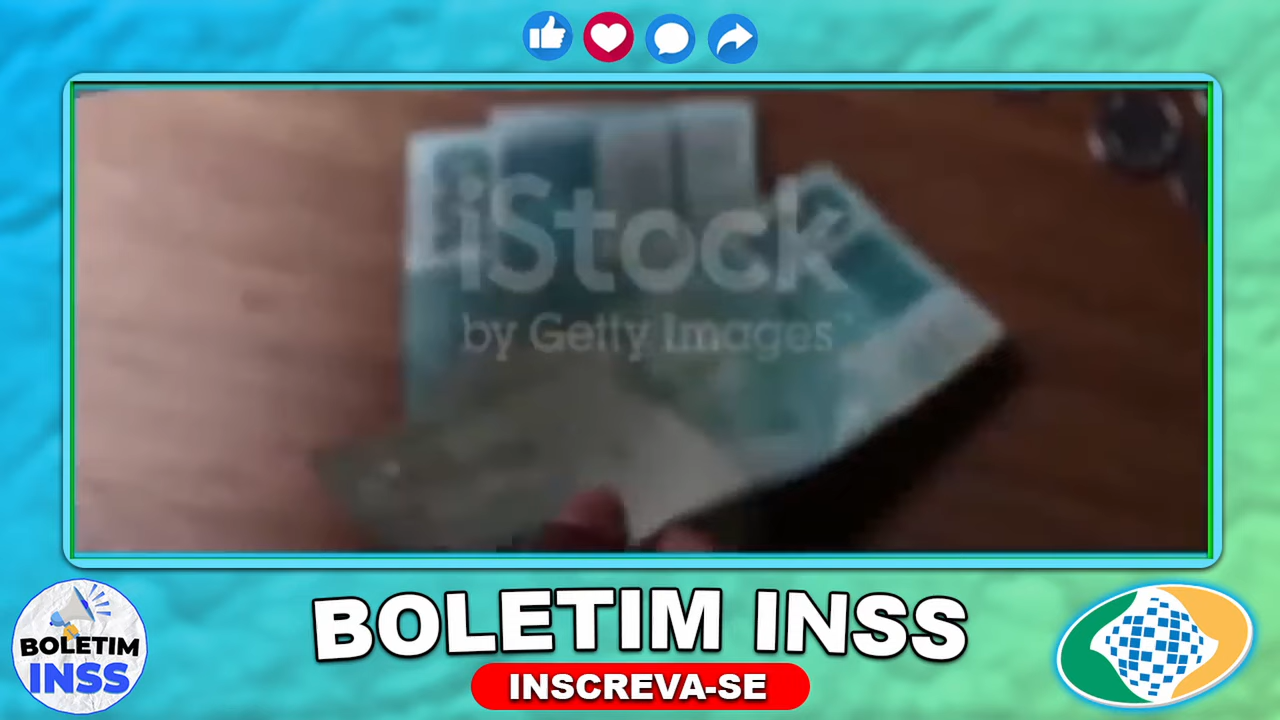 iStock
by Getty Images
BOLETIM INSS
BOLETIM
INSS
INSCREVA-SE